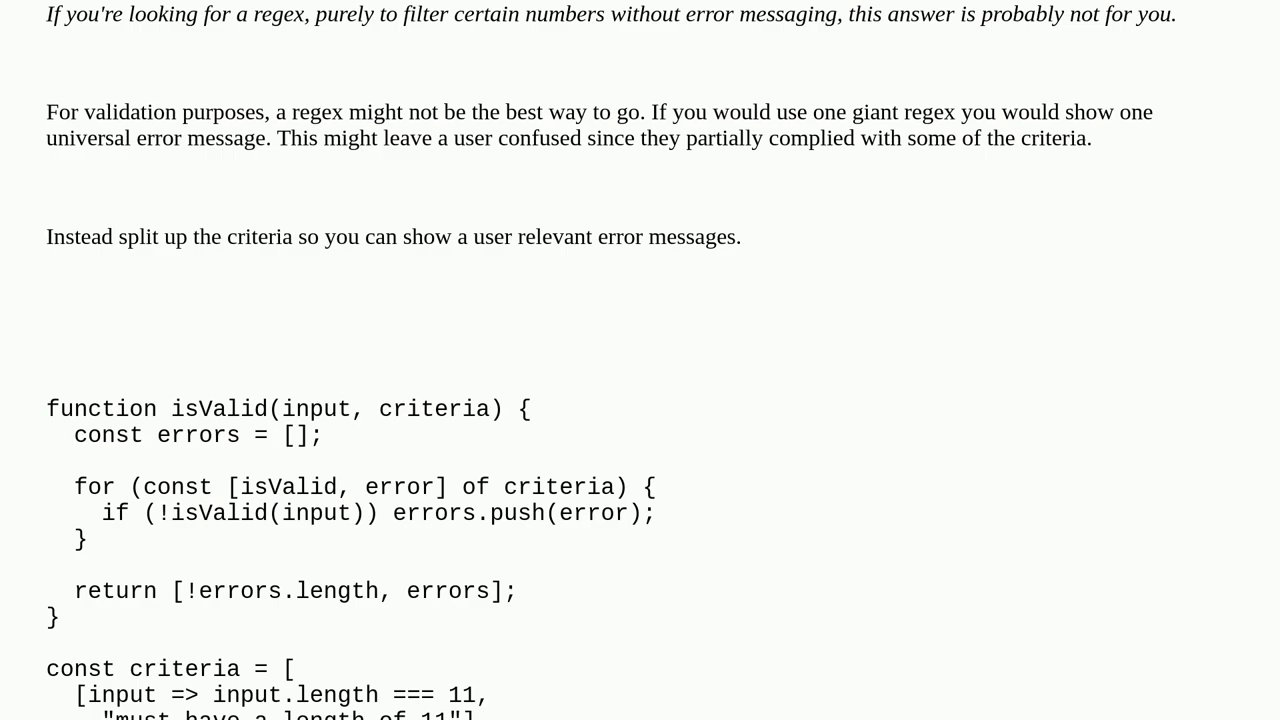 If you're looking for a regex, purely to filter certain numbers without error messaging, this answer is probably not for you.
For validation purposes, a regex might not be the best way to go. If you would use one giant regex you would show one
universal error message. This might leave a user confused since they partially complied with some of the criteria.
Instead split up the criteria so you can show a user relevant error messages.
function isValid(input, criteria) {
  const errors = [];
  for (const [isValid, error] of criteria) {
    if (!isValid(input)) errors.push(error);
  }
  return [!errors.length, errors];
}
const criteria = [
  [input => input.length === 11,
    "must have a length of 11"]